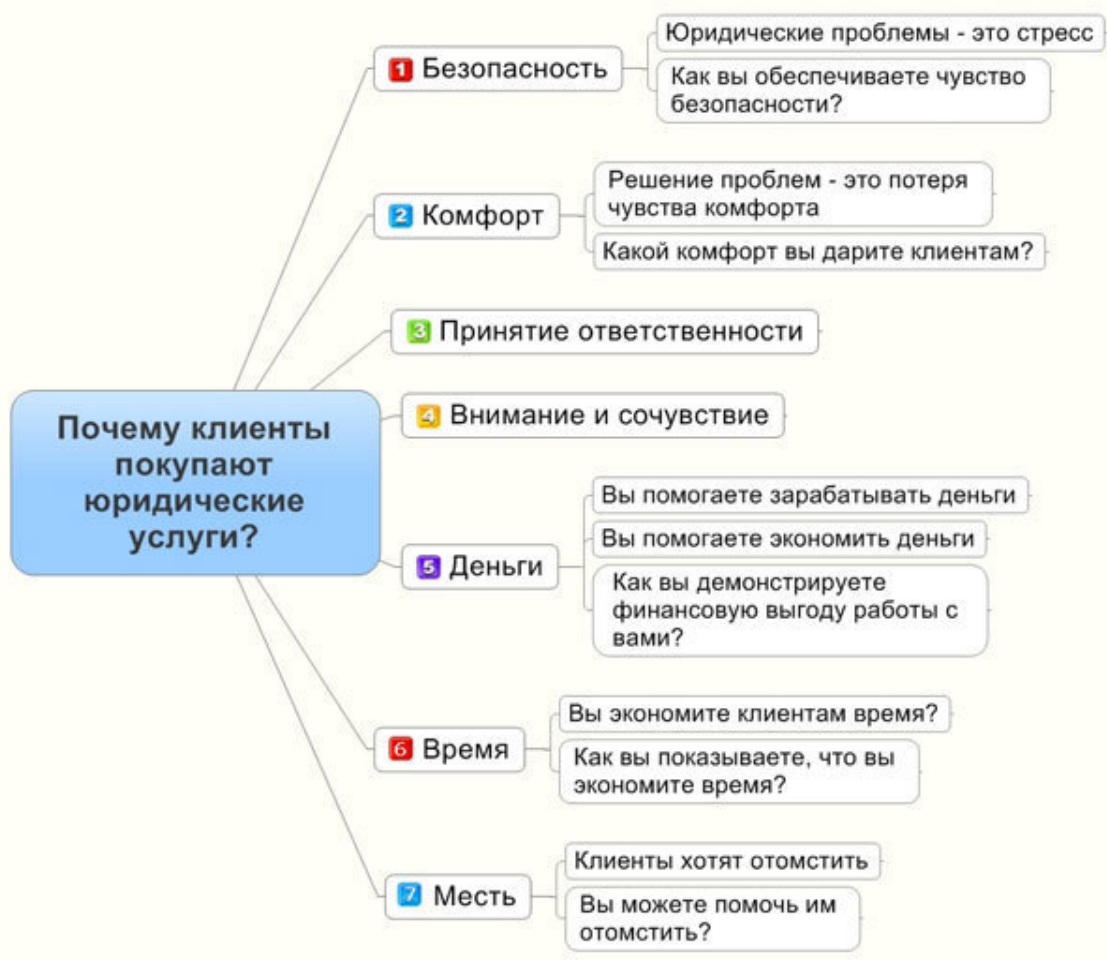 Почему клиенты
покупают
юридические
услуги?
1 Безопасность
Юридические проблемы - это стресс
Как вы обеспечиваете чувство
безопасности?
2 Комфорт
Решение проблем - это потеря
чувства комфорта
Какой комфорт вы дарите клиентам?
3 Принятие ответственности
4 Внимание и сочувствие
5 Деньги
Вы помогаете зарабатывать деньги
Вы помогаете экономить деньги
Как вы демонстрируете
финансовую выгоду работы с
вами?
6 Время
Вы экономите клиентам время?
Как вы показываете, что вы
экономите время?
7 Месть
Клиенты хотят отомстить
Вы можете помочь им
отомстить?